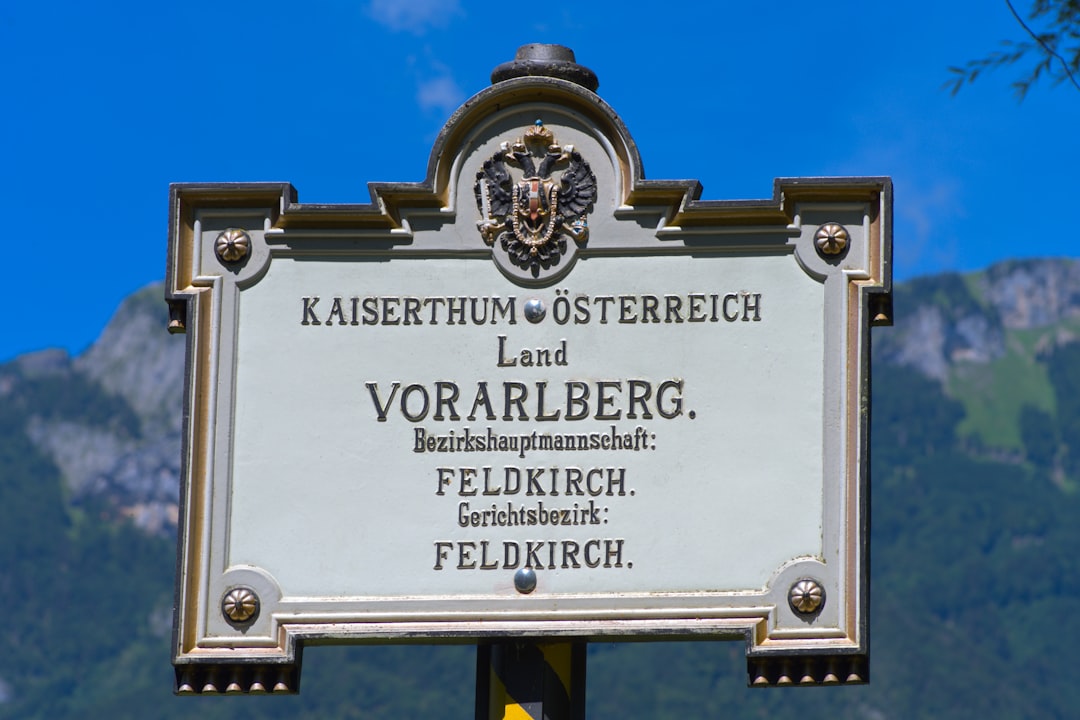 KAISERTHUM ÖSTERREICH
Land
VORARLBERG.
Bezirkshauptmannschaft:
FELDKIRCH.
Gerichtsbezirk:
FELDKIRCH.